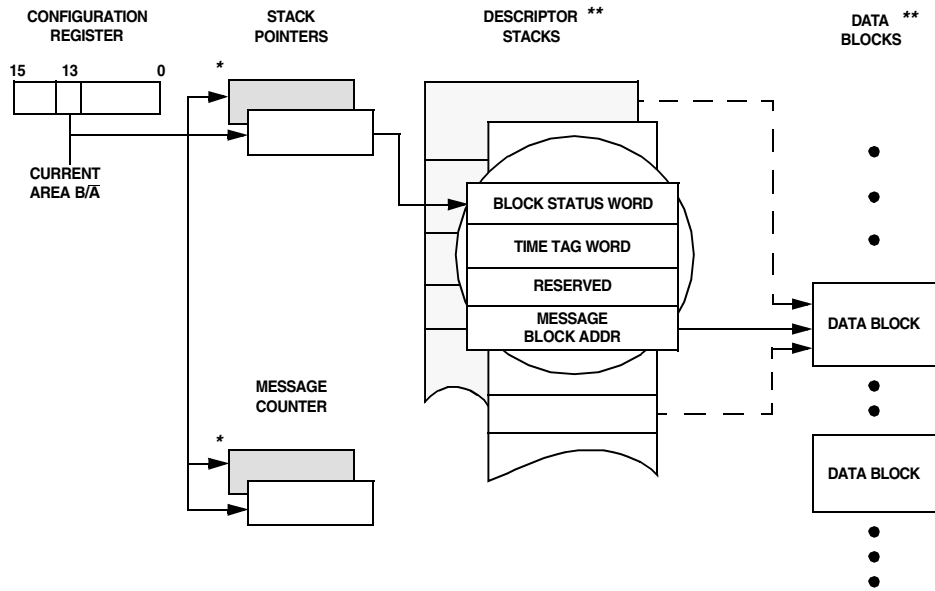 CONFIGURATION
REGISTER
15 13 0
CURRENT
AREA B/A̅
STACK
POINTERS
*
MESSAGE
COUNTER
*
DESCRIPTOR **
STACKS
BLOCK STATUS WORD
TIME TAG WORD
RESERVED
MESSAGE
BLOCK ADDR
DATA **
BLOCKS
DATA BLOCK
DATA BLOCK